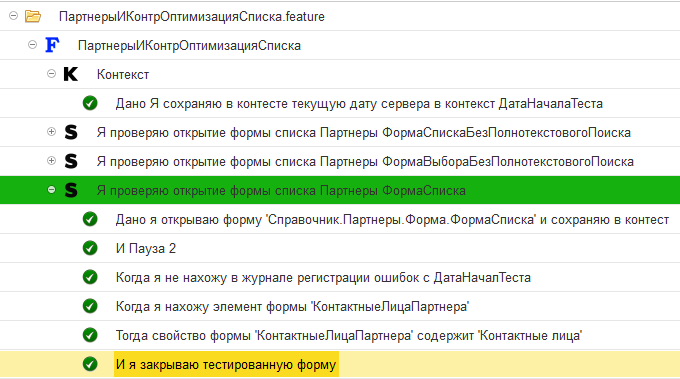 ПартнерыИКонтрОптимизацияСписка.feature
F ПартнерыИКонтрОптимизацияСписка
K Контекст
Дано Я сохраняю в контесте текущую дату сервера в контекст ДатаНачалаТеста
S Я проверяю открытие формы списка Партнеры ФормаСпискаБезПолнотекстовогоПоиска
S Я проверяю открытие формы списка Партнеры ФормаВыбораБезПолнотекстовогоПоиска
S Я проверяю открытие формы списка Партнеры ФормаСписка
Дано я открываю форму 'Справочник.Партнеры.Форма.ФормаСписка' и сохраняю в контест
И Пауза 2
Когда я не нахожу в журнале регистрации ошибок с ДатаНачалТеста
Когда я нахожу элемент формы 'КонтактныеЛицаПартнера'
Тогда свойство формы 'КонтактныеЛицаПартнера' содержит 'Контактные лица'
И я закрываю тестированную форму